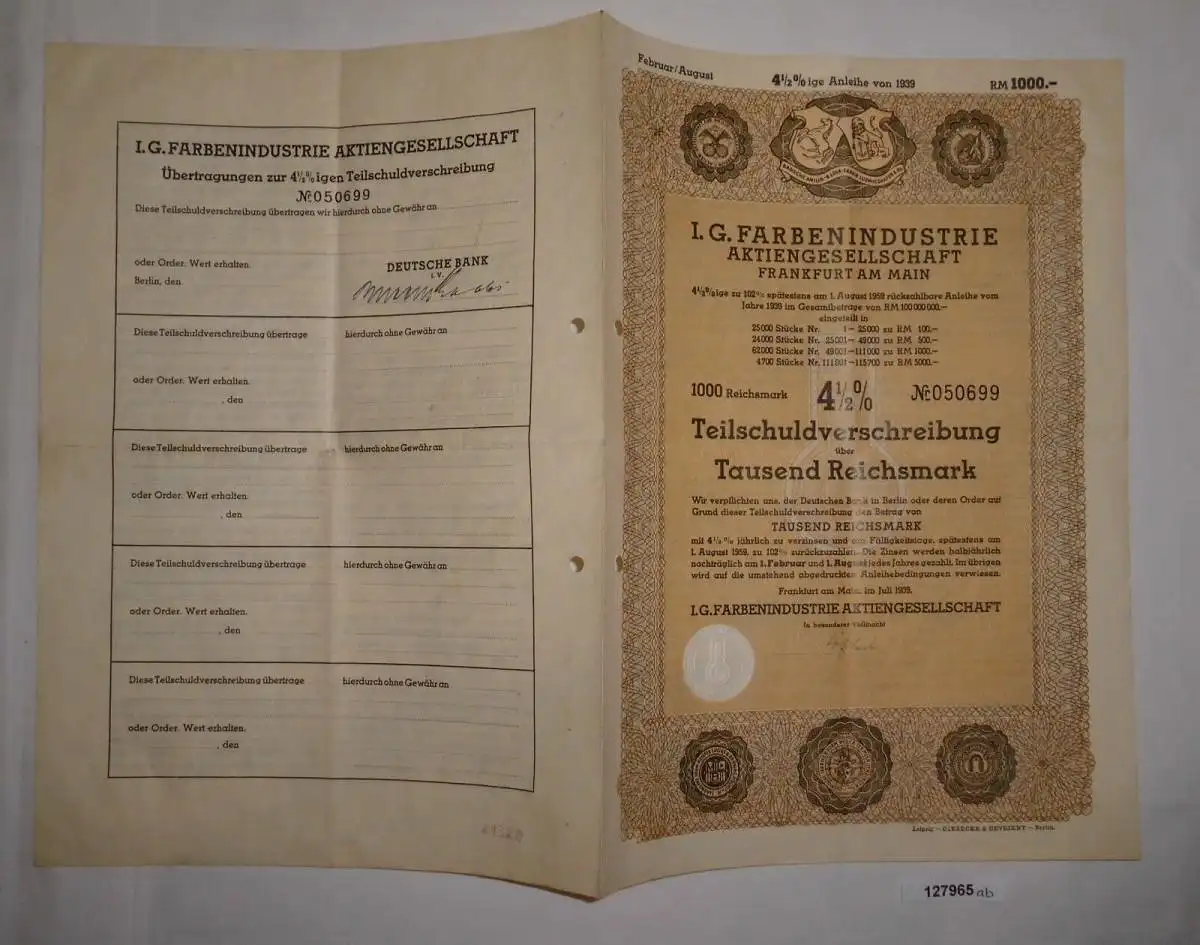 I.G.FARBENINDUSTRIE AKTIENGESELLSCHAFT
Übertragungen zur 4½%igen Teilschuldverschreibung
№050699
Diese Teilschuldverschreibung übertragen wir hierdurch ohne Gewähr an
oder Order. Wert erhalten.
Berlin, den
DEUTSCHE BANK
i.V.
Diese Teilschuldverschreibung übertrage hierdurch ohne Gewähr an
oder Order. Wert erhalten.
, den
Diese Teilschuldverschreibung übertrage hierdurch ohne Gewähr an
oder Order. Wert erhalten.
, den
Diese Teilschuldverschreibung übertrage hierdurch ohne Gewähr an
oder Order. Wert erhalten.
, den
Diese Teilschuldverschreibung übertrage hierdurch ohne Gewähr an
oder Order. Wert erhalten.
, den
Februar/August
4½%ige Anleihe von 1939
RM 1000.-
I.G. FARBENINDUSTRIE
AKTIENGESELLSCHAFT
FRANKFURT AM MAIN
4½%ige zu 102% spätestens am 1. August 1959 rückzahlbare Anleihe vom
Jahre 1939 im Gesamtbetrage von RM 100 000 000.-
eingeteilt in
25000 Stücke Nr. 1-25000 zu RM 100.-
24000 Stücke Nr. 25001-49000 zu RM 500.-
62000 Stücke Nr. 49001-111000 zu RM 1000.-
4700 Stücke Nr. 111001-115700 zu RM 5000.-
1000 Reichsmark 4½% №050699
Teilschuldverschreibung
über
Tausend Reichsmark
Wir verpflichten uns, der Deutschen Bank in Berlin oder deren Order auf
Grund dieser Teilschuldverschreibung den Betrag von
TAUSEND REICHSMARK
mit 4½% jährlich zu verzinsen und am Fälligkeitstage, spätestens am
1. August 1959, zu 102% zurückzuzahlen. Die Zinsen werden halbjährlich
nachträglich am 1. Februar und 1. August jedes Jahres gezahlt. Im übrigen
wird auf die umstehend abgedruckten Anleihebedingungen verwiesen.
Frankfurt am Main, im Juli 1939.
I.G.FARBENINDUSTRIE AKTIENGESELLSCHAFT
In besonderer Vollmacht
Leipzig - GIESECKE & DEVRIENT - Berlin.
127965 ab